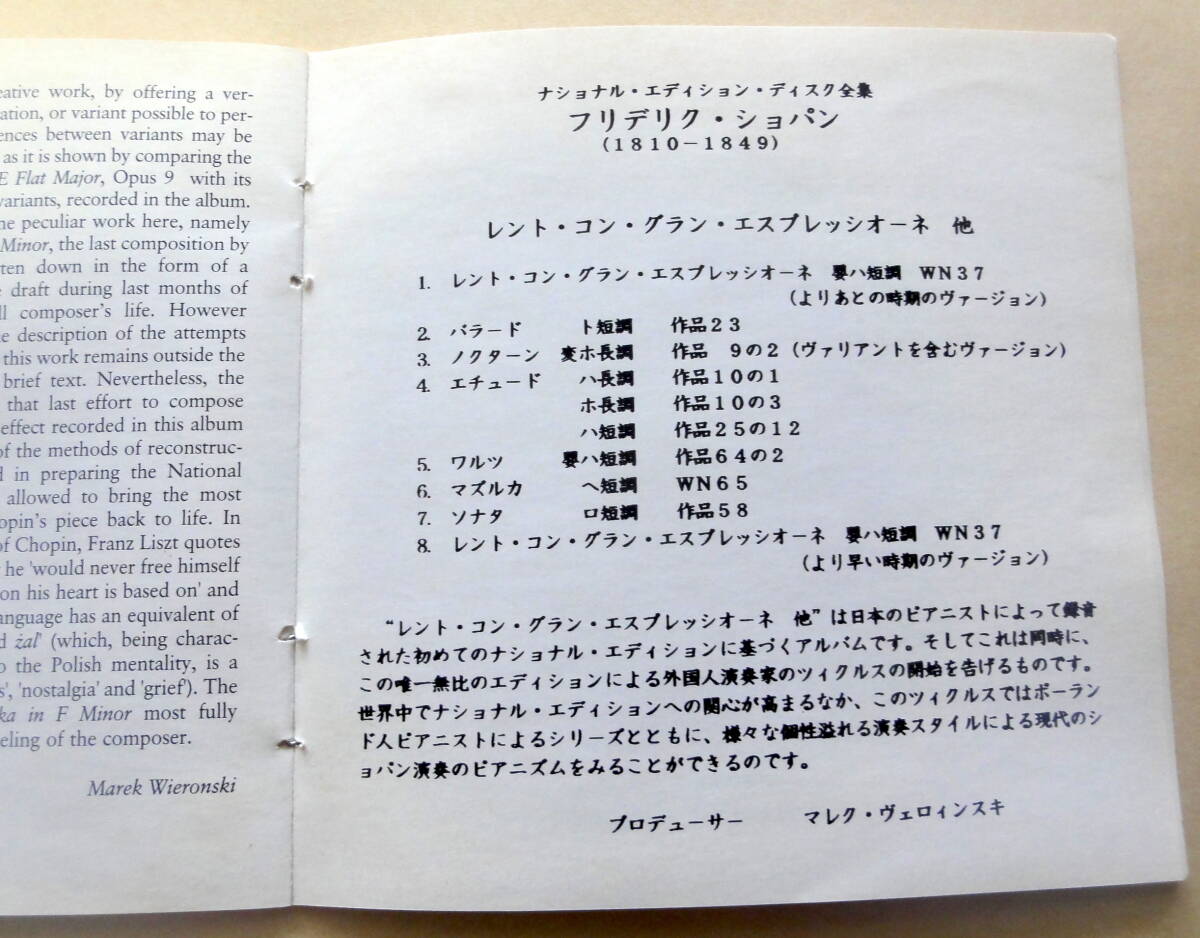 eative work, by offering a ver-
ation, or variant possible to per-
ences between variants may be
as it is shown by comparing the
E Flat Major, Opus 9 with its
variants, recorded in the album.
ne peculiar work here, namely
Minor, the last composition by
ten down in the form of a
e draft during last months of
ll composer's life. However
e description of the attempts
this work remains outside the
brief text. Nevertheless, the
that last effort to compose
effect recorded in this album
of the methods of reconstruc-
d in preparing the National
allowed to bring the most
opin's piece back to life. In
of Chopin, Franz Liszt quotes
he 'would never free himself
on his heart is based on' and
anguage has an equivalent of
d żal' (which, being charac-
o the Polish mentality, is a
s', 'nostalgia' and 'grief'). The
ka in F Minor most fully
eling of the composer.
Marek Wieronski
ナショナル・エディション・ディスク全集
フリデリク・ショパン
(1810-1849)
レント・コン・グラン・エスプレッシオーネ 他
1. レント・コン・グラン・エスプレッシオーネ 嬰ハ短調 WN37
(よりあとの時期のヴァージョン)
2. バラード ト短調 作品23
3. ノクターン 変ホ長調 作品 9の2 (ヴァリアントを含むヴァージョン)
4. エチュード ハ長調 作品10の1
ホ長調 作品10の3
ハ短調 作品25の12
5. ワルツ 嬰ハ短調 作品64の2
6. マズルカ ヘ短調 WN65
7. ソナタ ロ短調 作品58
8. レント・コン・グラン・エスプレッシオーネ 嬰ハ短調 WN37
(より早い時期のヴァージョン)
“レント・コン・グラン・エスプレッシオーネ 他”は日本のピアニストによって録音
された初めてのナショナル・エディションに基づくアルバムです。そしてこれは同時に、
この唯一無比のエディションによる外国人演奏家のツィクルスの開始を告げるものです。
世界中でナショナル・エディションへの関心が高まるなか、このツィクルスではポーラン
ド人ピアニストによるシリーズとともに、様々な個性溢れる演奏スタイルによる現代のシ
ョパン演奏のピアニズムをみることができるのです。
プロデューサー マレク・ヴェロィンスキ